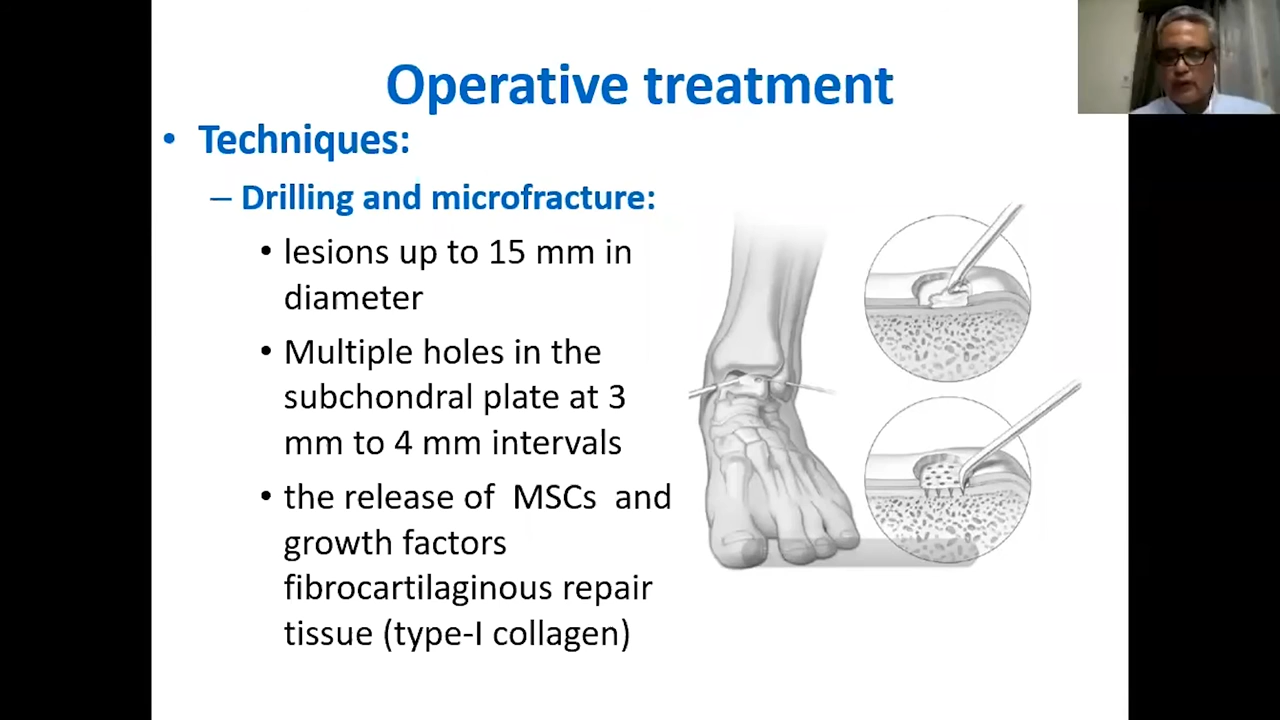 Operative treatment
• Techniques:
– Drilling and microfracture:
• lesions up to 15 mm in
diameter
• Multiple holes in the
subchondral plate at 3
mm to 4 mm intervals
• the release of MSCs and
growth factors
fibrocartilaginous repair
tissue (type-I collagen)